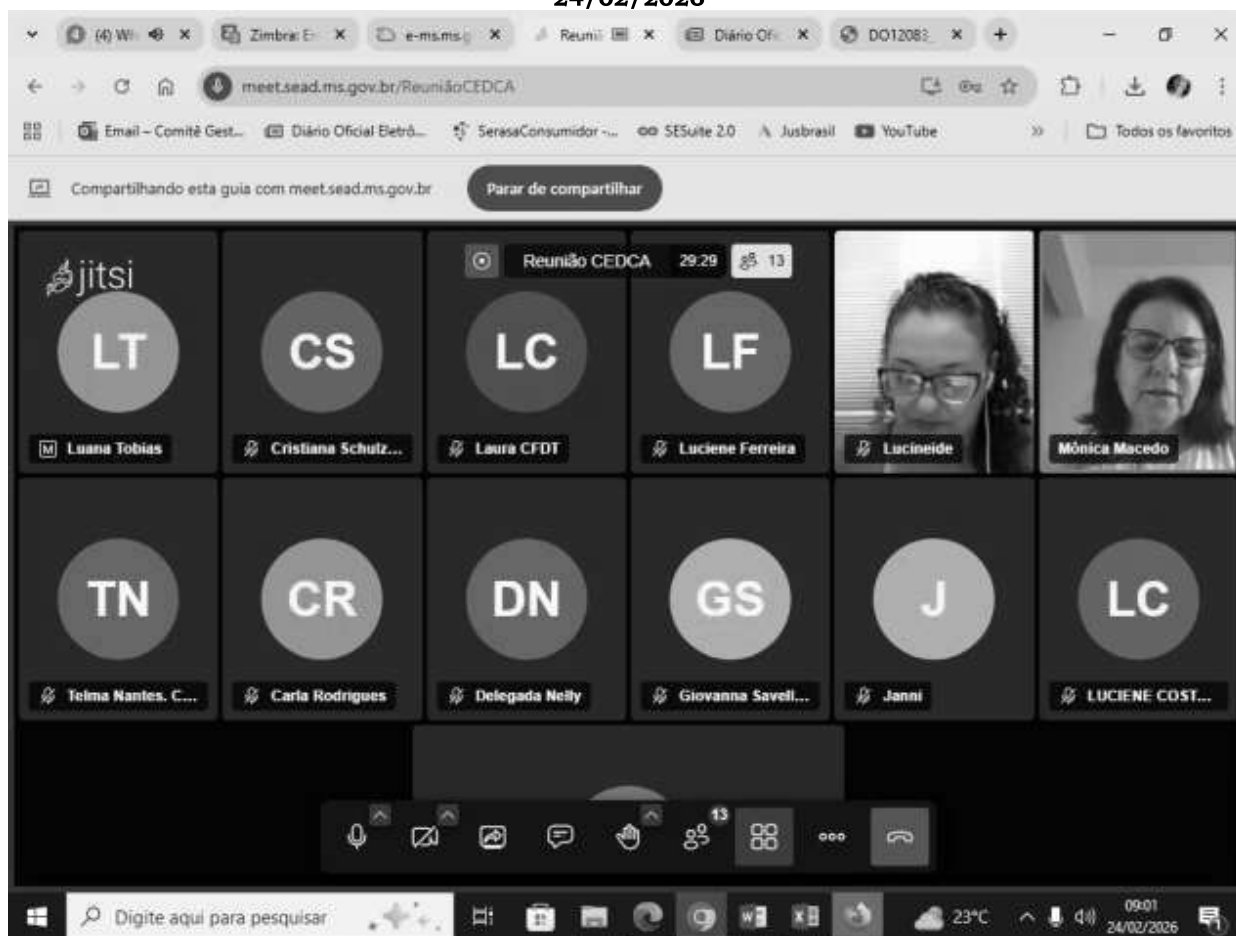 24/02/2026
(4) W
Zimbra: E
e-ms.ms.g
Reuni
Diário Ofi
DO12083_
meet.sead.ms.gov.br/ReuniãoCEDCA
Email – Comitê Gest...
Diário Oficial Eletrô...
SerasaConsumidor -...
SESuite 2.0
Jusbrasil
YouTube
Todos os favoritos
Compartilhando esta guia com meet.sead.ms.gov.br
Parar de compartilhar
jitsi
Reunião CEDCA 29:29 13
LT CS LC LF
Luana Tobias
Cristiana Schulz...
Laura CFDT
Luciene Ferreira
Lucineide
Mônica Macedo
TN CR DN GS J LC
Telma Nantes. C...
Carla Rodrigues
Delegada Nelly
Giovanna Savell...
Janni
LUCIENE COST...
13
Digite aqui para pesquisar
23°C
09:01
24/02/2026